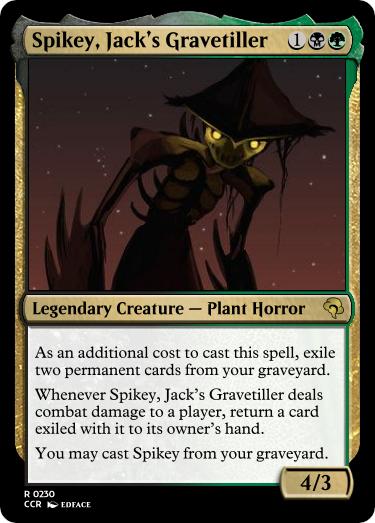 Spikey, Jack's Gravetiller 1
Legendary Creature — Plant Horror
As an additional cost to cast this spell, exile
two permanent cards from your graveyard.
Whenever Spikey, Jack's Gravetiller deals
combat damage to a player, return a card
exiled with it to its owner's hand.
You may cast Spikey from your graveyard.
4/3
R 0230
CCR EDFACE